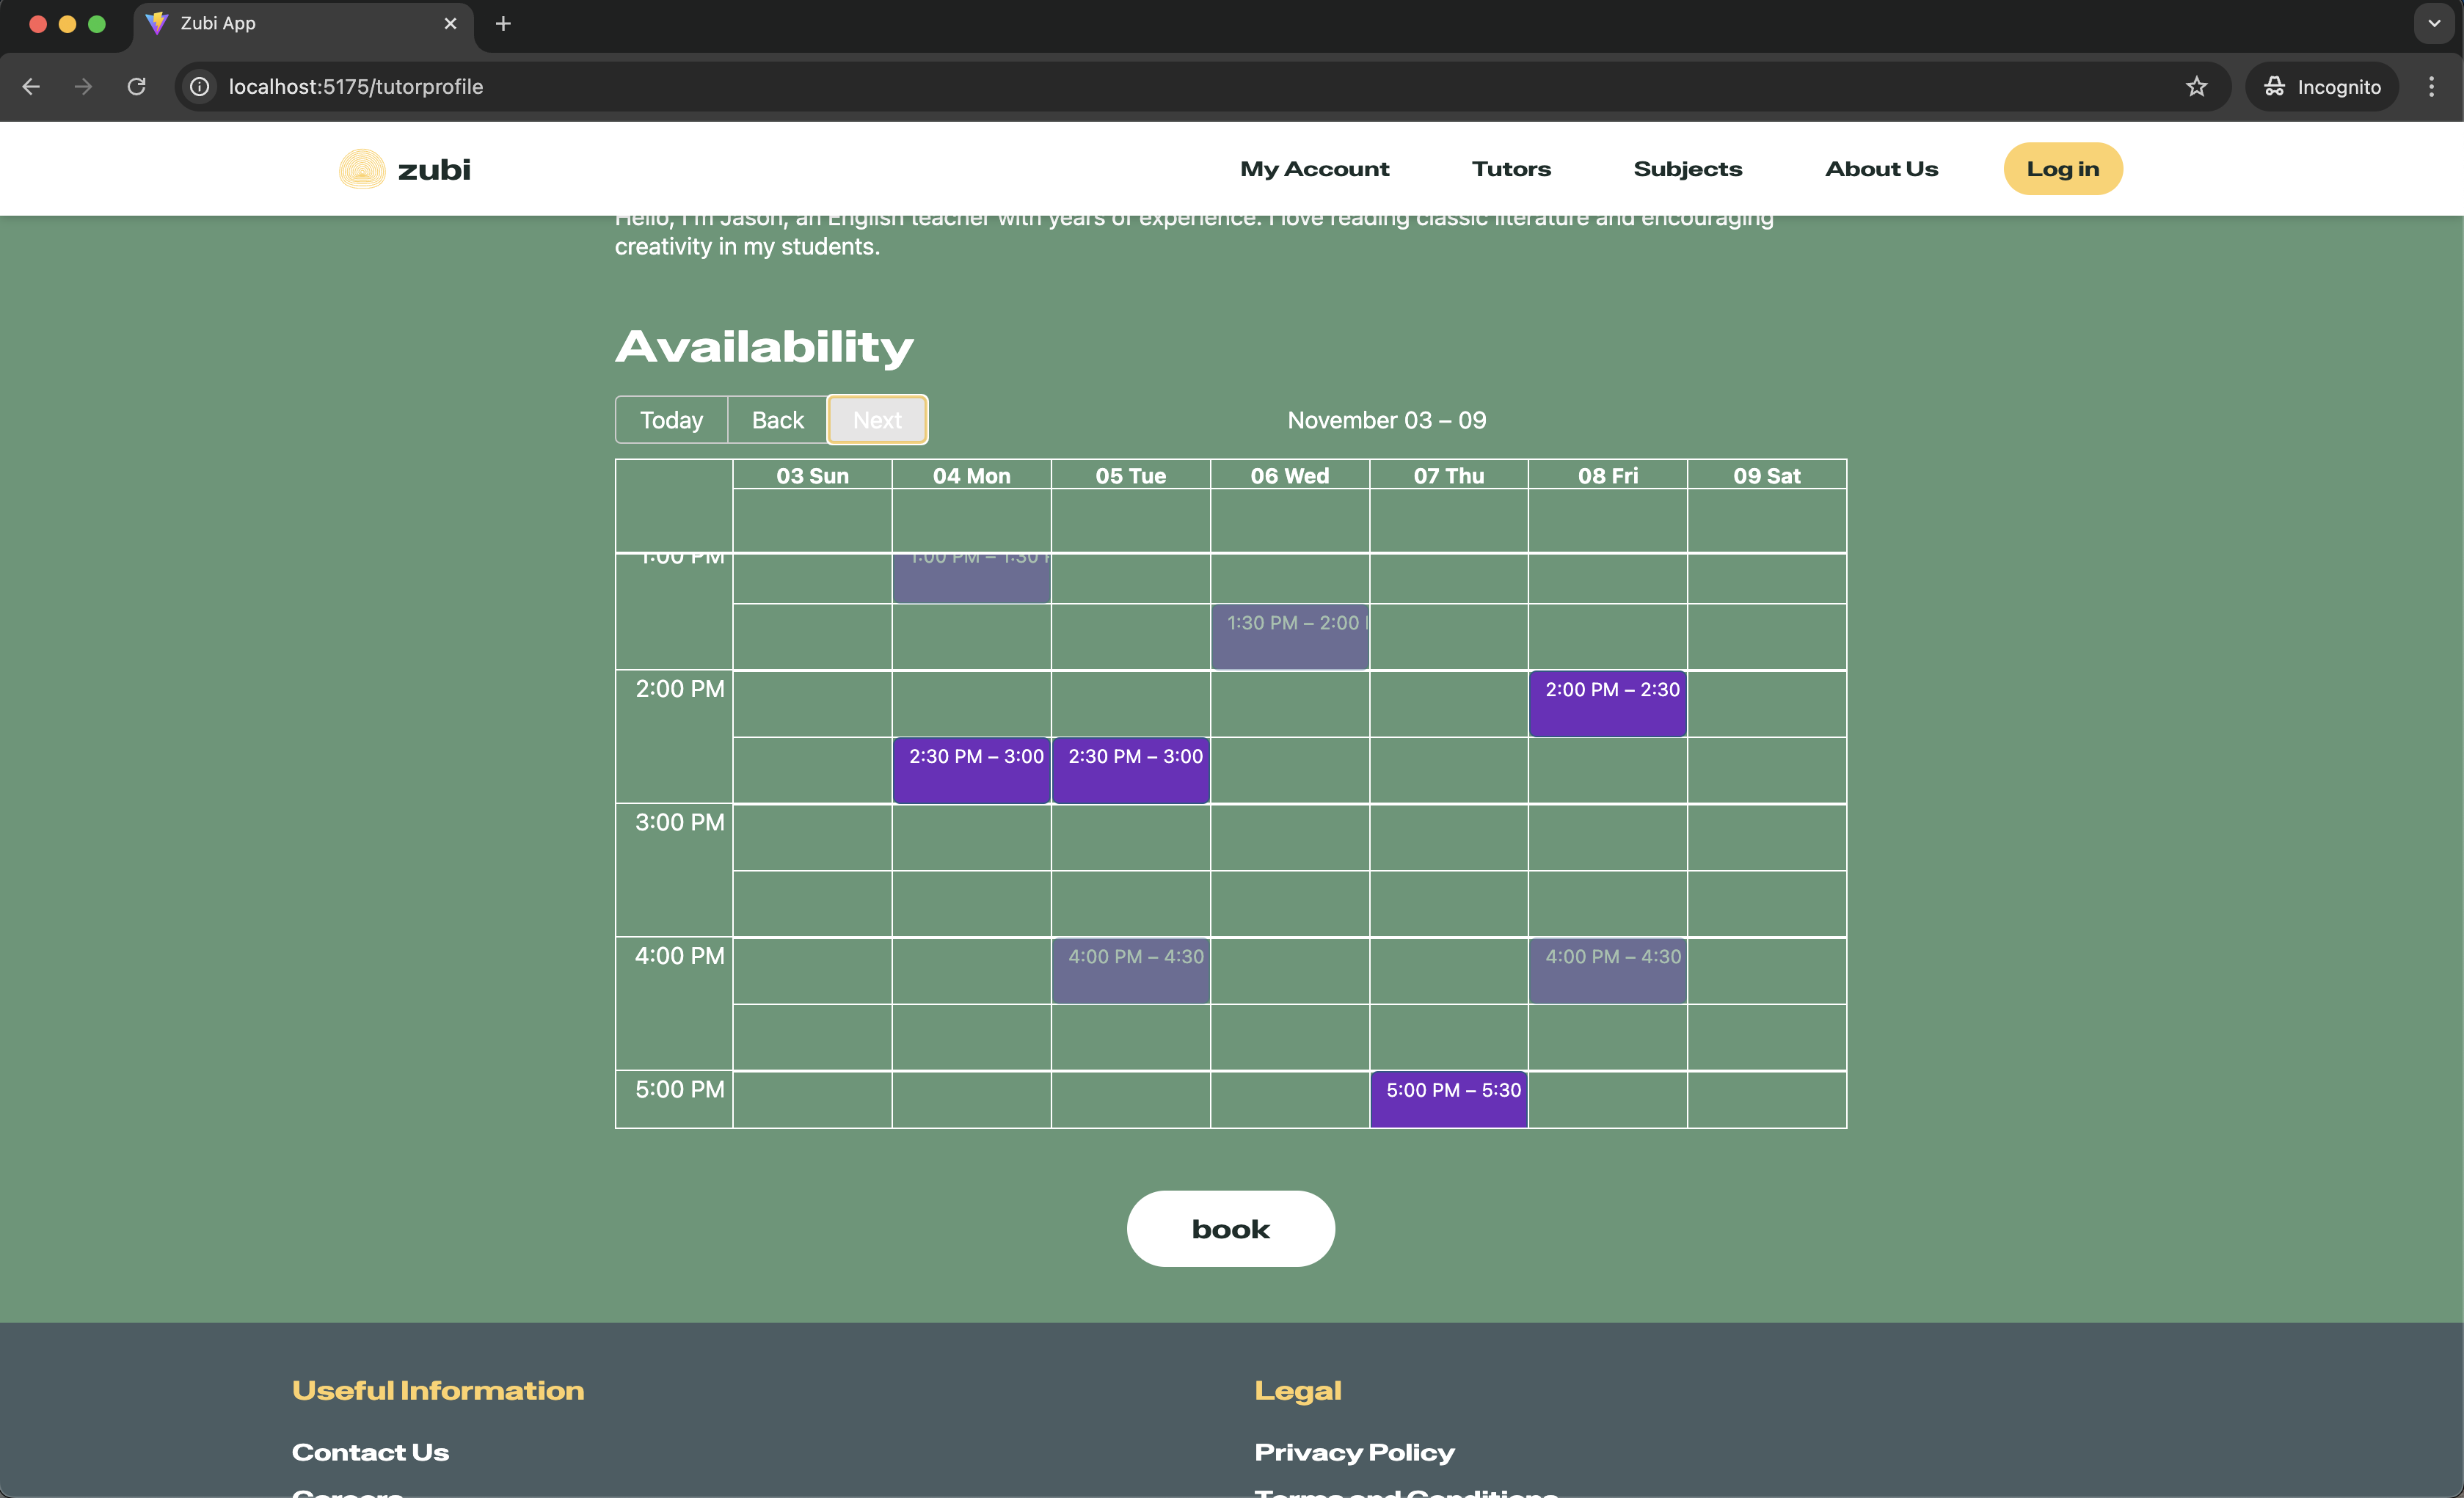 Zubi App
localhost:5175/tutorprofile
Incognito
zubi
My Account
Tutors
Subjects
About Us
Log in
Hello, I'm Jason, an English teacher with years of experience. I love reading classic literature and encouraging
creativity in my students.
Availability
Today
Back
Next
November 03 – 09
03 Sun
04 Mon
05 Tue
06 Wed
07 Thu
08 Fri
09 Sat
1:00 PM
1:00 PM – 1:30
1:30 PM – 2:00
2:00 PM
2:00 PM – 2:30
2:30 PM – 3:00
2:30 PM – 3:00
3:00 PM
4:00 PM
4:00 PM – 4:30
4:00 PM – 4:30
5:00 PM
5:00 PM – 5:30
book
Useful Information
Legal
Contact Us
Privacy Policy
Careers
Terms and Conditions